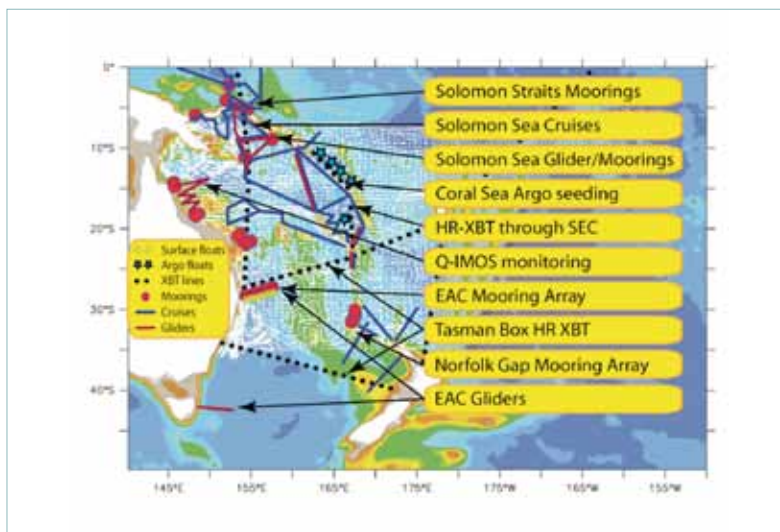 0°
10°S
20°S
30°S
40°S
Solomon Straits Moorings
Solomon Sea Cruises
Solomon Sea Glider/Moorings
Coral Sea Argo seeding
HR-XBT through SEC
Q-IMOS monitoring
EAC Mooring Array
Tasman Box HR XBT
Norfolk Gap Mooring Array
EAC Gliders
Surface floats
Argo floats
XBT lines
Moorings
Cruises
Gliders
145°E
155°E
165°E
175°E
175°W
165°W
155°W